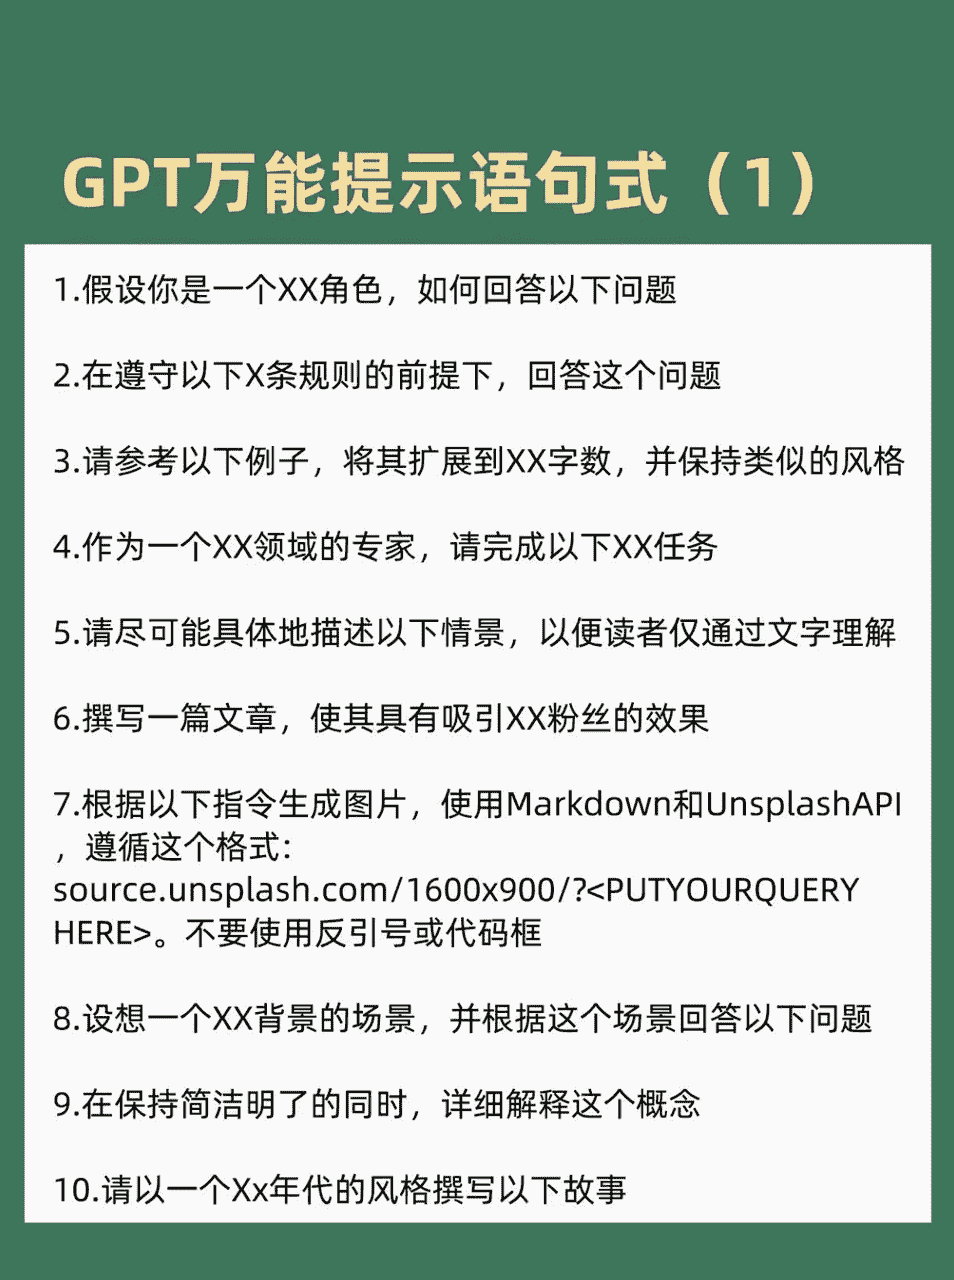 GPT万能提示语句式（1）
1.假设你是一个XX角色，如何回答以下问题
2.在遵守以下X条规则的前提下，回答这个问题
3.请参考以下例子，将其扩展到XX字数，并保持类似的风格
4.作为一个XX领域的专家，请完成以下XX任务
5.请尽可能具体地描述以下情景，以便读者仅通过文字理解
6.撰写一篇文章，使其具有吸引XX粉丝的效果
7.根据以下指令生成图片，使用Markdown和UnsplashAPI
，遵循这个格式：
source.unsplash.com/1600x900/?<PUTYOURQUERY
HERE>。不要使用反引号或代码框
8.设想一个XX背景的场景，并根据这个场景回答以下问题
9.在保持简洁明了的同时，详细解释这个概念
10.请以一个Xx年代的风格撰写以下故事